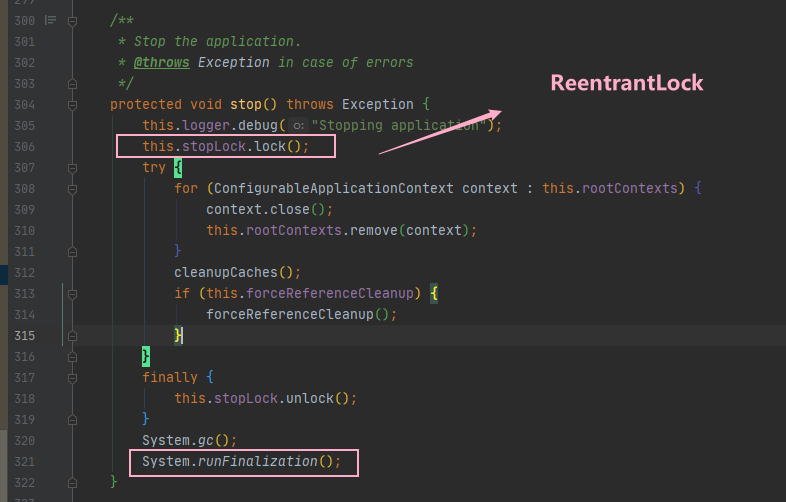 300 /**
301 * Stop the application.
302 * @throws Exception in case of errors
303 */
ReentrantLock
304 protected void stop() throws Exception {
305 this.logger.debug( o: "Stopping application");
306 this.stopLock.lock();
307 try {
308 for (ConfigurableApplicationContext context : this.rootContexts) {
309 context.close();
310 this.rootContexts.remove(context);
311 }
312 cleanupCaches();
313 if (this.forceReferenceCleanup) {
314 forceReferenceCleanup();
315 }
316 }
317 finally {
318 this.stopLock.unlock();
319 }
320 System.gc();
321 System.runFinalization();
322 }